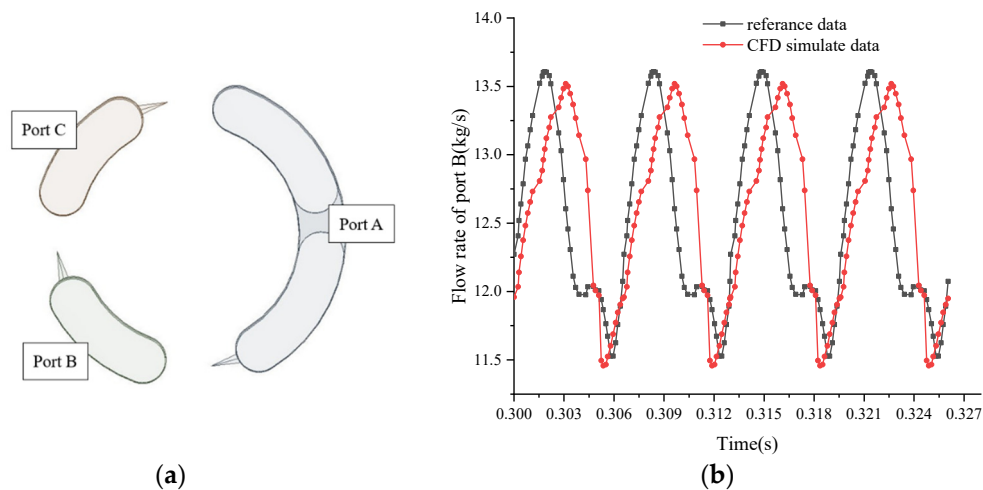 Port C
Port A
Port B
(a)
referance data
CFD simulate data
Flow rate of port B(kg/s)
14.0
13.5
13.0
12.5
12.0
11.5
0.300 0.303 0.306 0.309 0.312 0.315 0.318 0.321 0.324 0.327
Time(s)
(b)